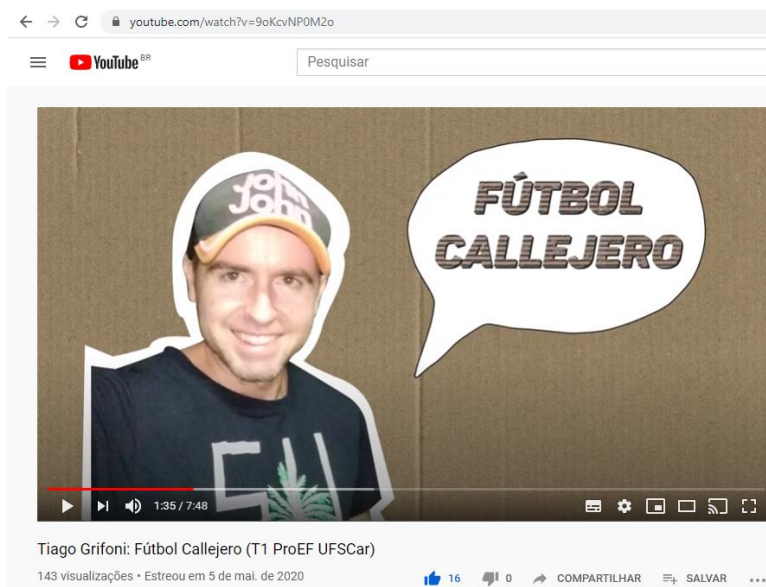 youtube.com/watch?v=9oKcvNP0M2o
YouTube BR
Pesquisar
John
John
FÚTBOL
CALLEJERO
1:35 / 7:48
Tiago Grifoni: Fútbol Callejero (T1 ProEF UFSCar)
143 visualizações • Estreou em 5 de mai. de 2020
16 0 COMPARTILHAR SALVAR